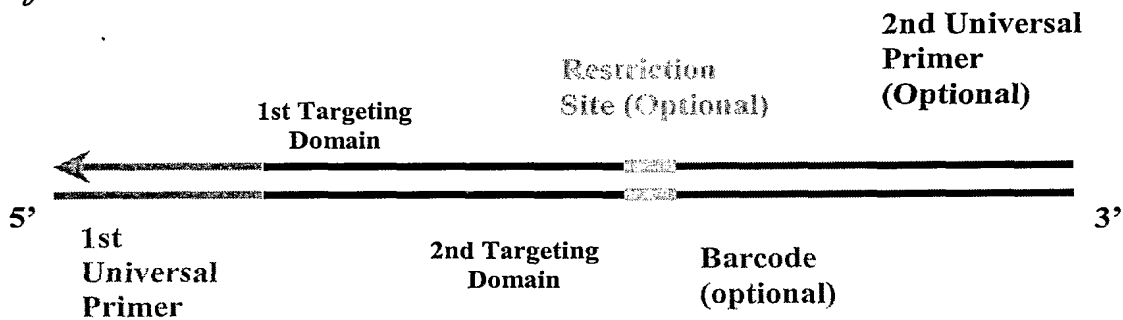 2nd Universal
Primer
(Optional)
Restriction
Site (Optional)
1st Targeting
Domain
5'
3'
1st
Universal
Primer
2nd Targeting
Domain
Barcode
(optional)